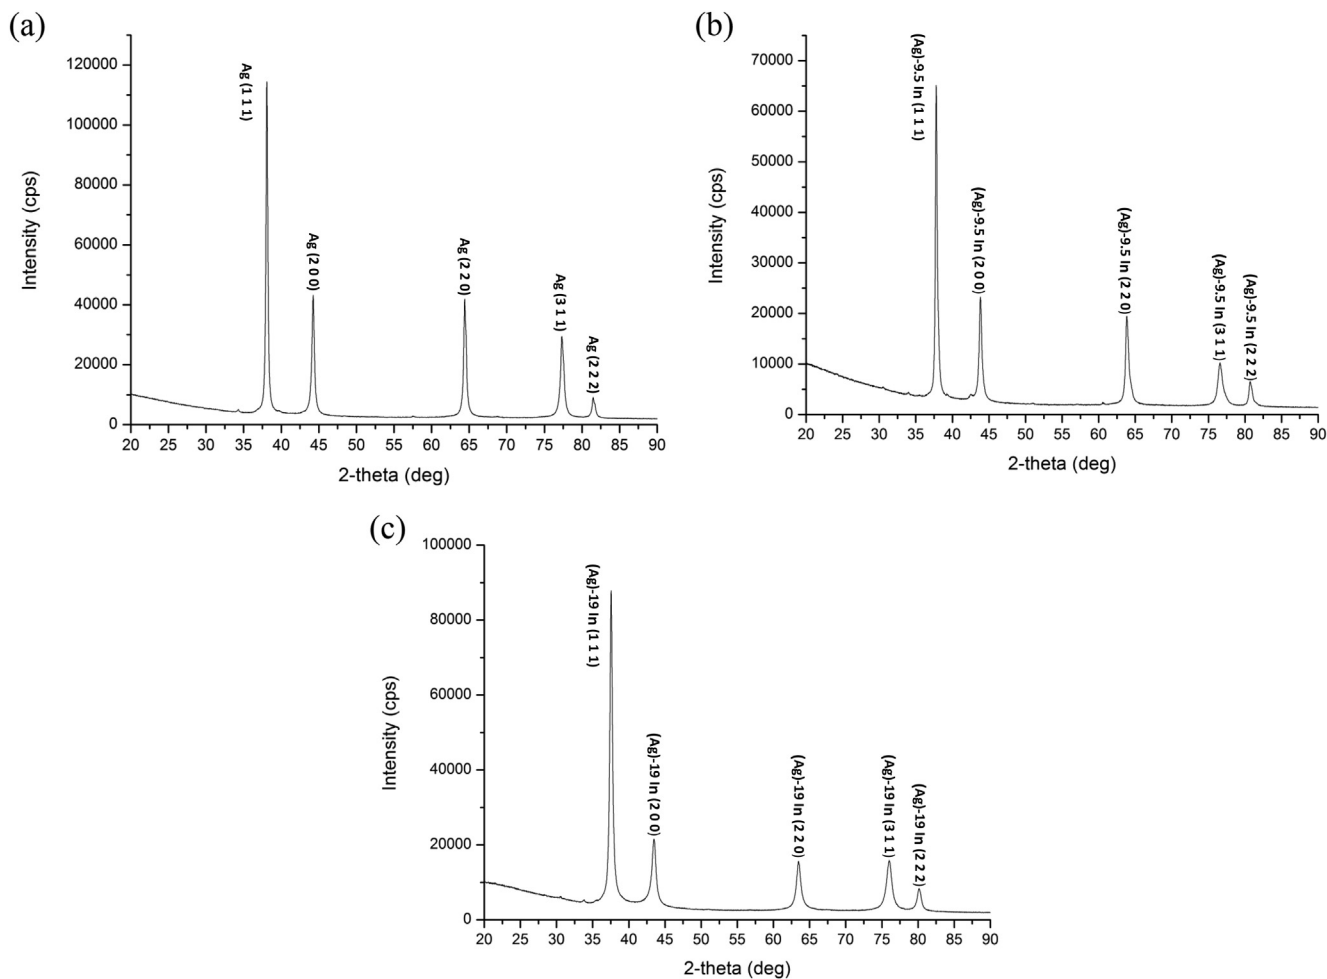 (a)
Intensity (cps)
120000
100000
80000
60000
40000
20000
0
Ag (1 1 1)
Ag (2 0 0)
Ag (2 2 0)
Ag (3 1 1)
Ag (2 2 2)
20 25 30 35 40 45 50 55 60 65 70 75 80 85 90
2-theta (deg)
(b)
Intensity (cps)
70000
60000
50000
40000
30000
20000
10000
0
(Ag)-9.5 In (1 1 1)
(Ag)-9.5 In (2 0 0)
(Ag)-9.5 In (2 2 0)
(Ag)-9.5 In (3 1 1)
(Ag)-9.5 In (2 2 2)
20 25 30 35 40 45 50 55 60 65 70 75 80 85 90
2-theta (deg)
(c)
Intensity (cps)
100000
80000
60000
40000
20000
0
(Ag)-19 In (1 1 1)
(Ag)-19 In (2 0 0)
(Ag)-19 In (2 2 0)
(Ag)-19 In (3 1 1)
(Ag)-19 In (2 2 2)
20 25 30 35 40 45 50 55 60 65 70 75 80 85 90
2-theta (deg)